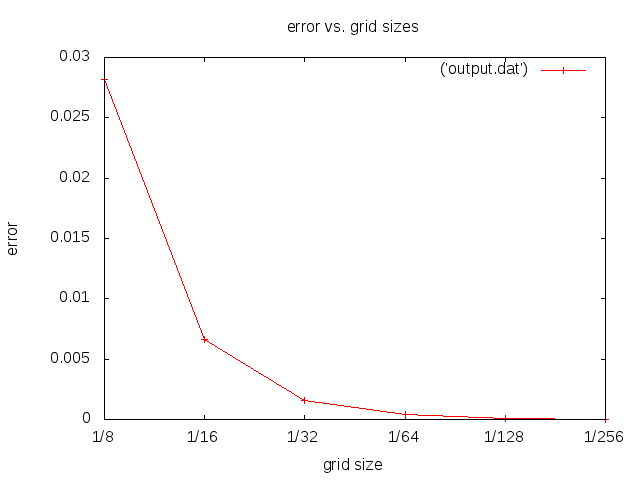 error vs. grid sizes
('output.dat')
0.03
0.025
0.02
0.015
0.01
0.005
0
error
1/8 1/16 1/32 1/64 1/128 1/256
grid size